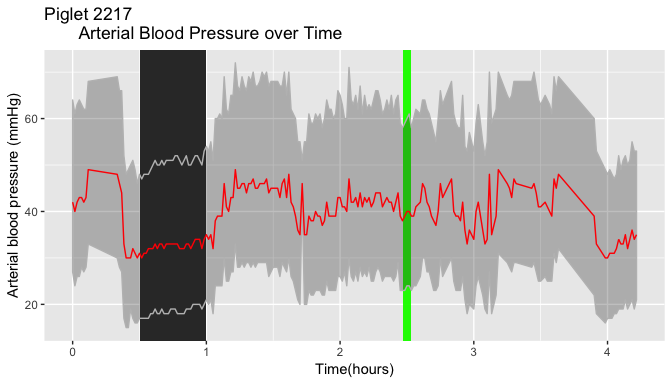 Piglet 2217
Arterial Blood Pressure over Time
Arterial blood pressure (mmHg)
60
40
20
0
1
2
3
4
Time(hours)